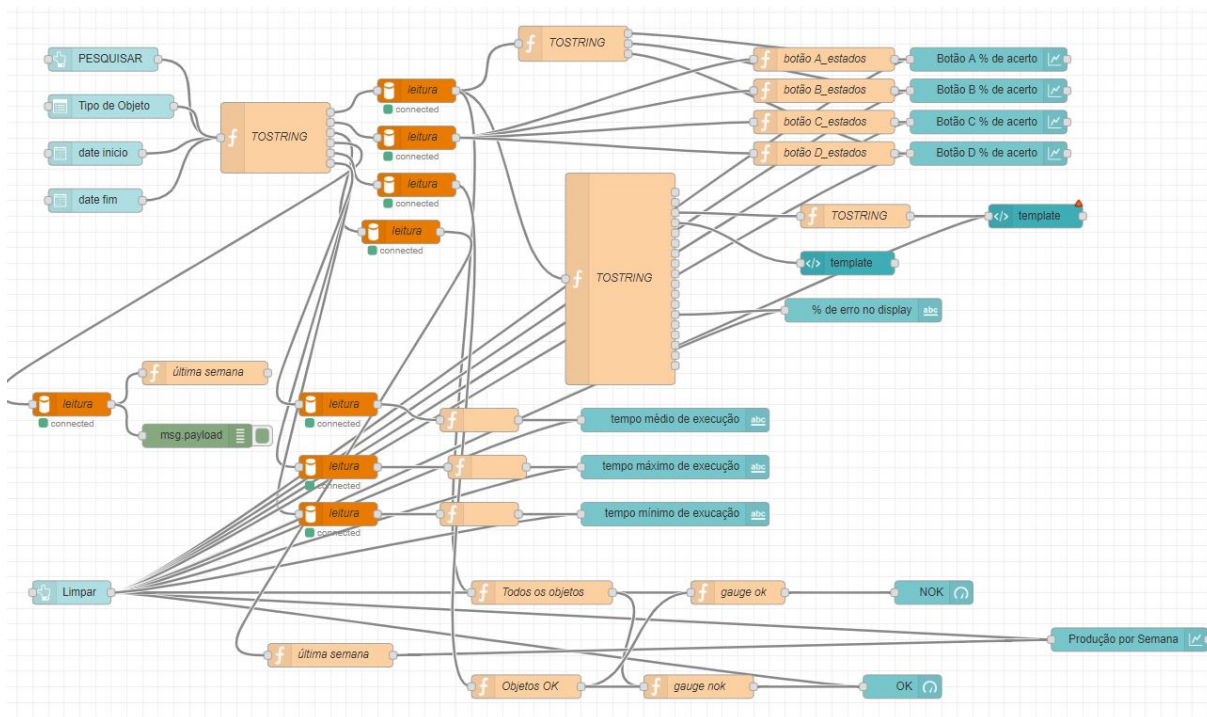 TOSTRING
PESQUISAR
botão A_estados
Botão A % de acerto
leitura
connected
Tipo de Objeto
botão B_estados
Botão B % de acerto
TOSTRING
leitura
connected
botão C_estados
Botão C % de acerto
date inicio
botão D_estados
Botão D % de acerto
leitura
connected
date fim
TOSTRING
</> template
leitura
connected
</> template
TOSTRING
% de erro no display
abc
última semana
leitura
connected
leitura
connected
tempo médio de execução
abc
msg.payload
leitura
connected
tempo máximo de execução
abc
leitura
connected
tempo mínimo de exucação
abc
Limpar
Todos os objetos
gauge ok
NOK
Produção por Semana
última semana
Objetos OK
gauge nok
OK